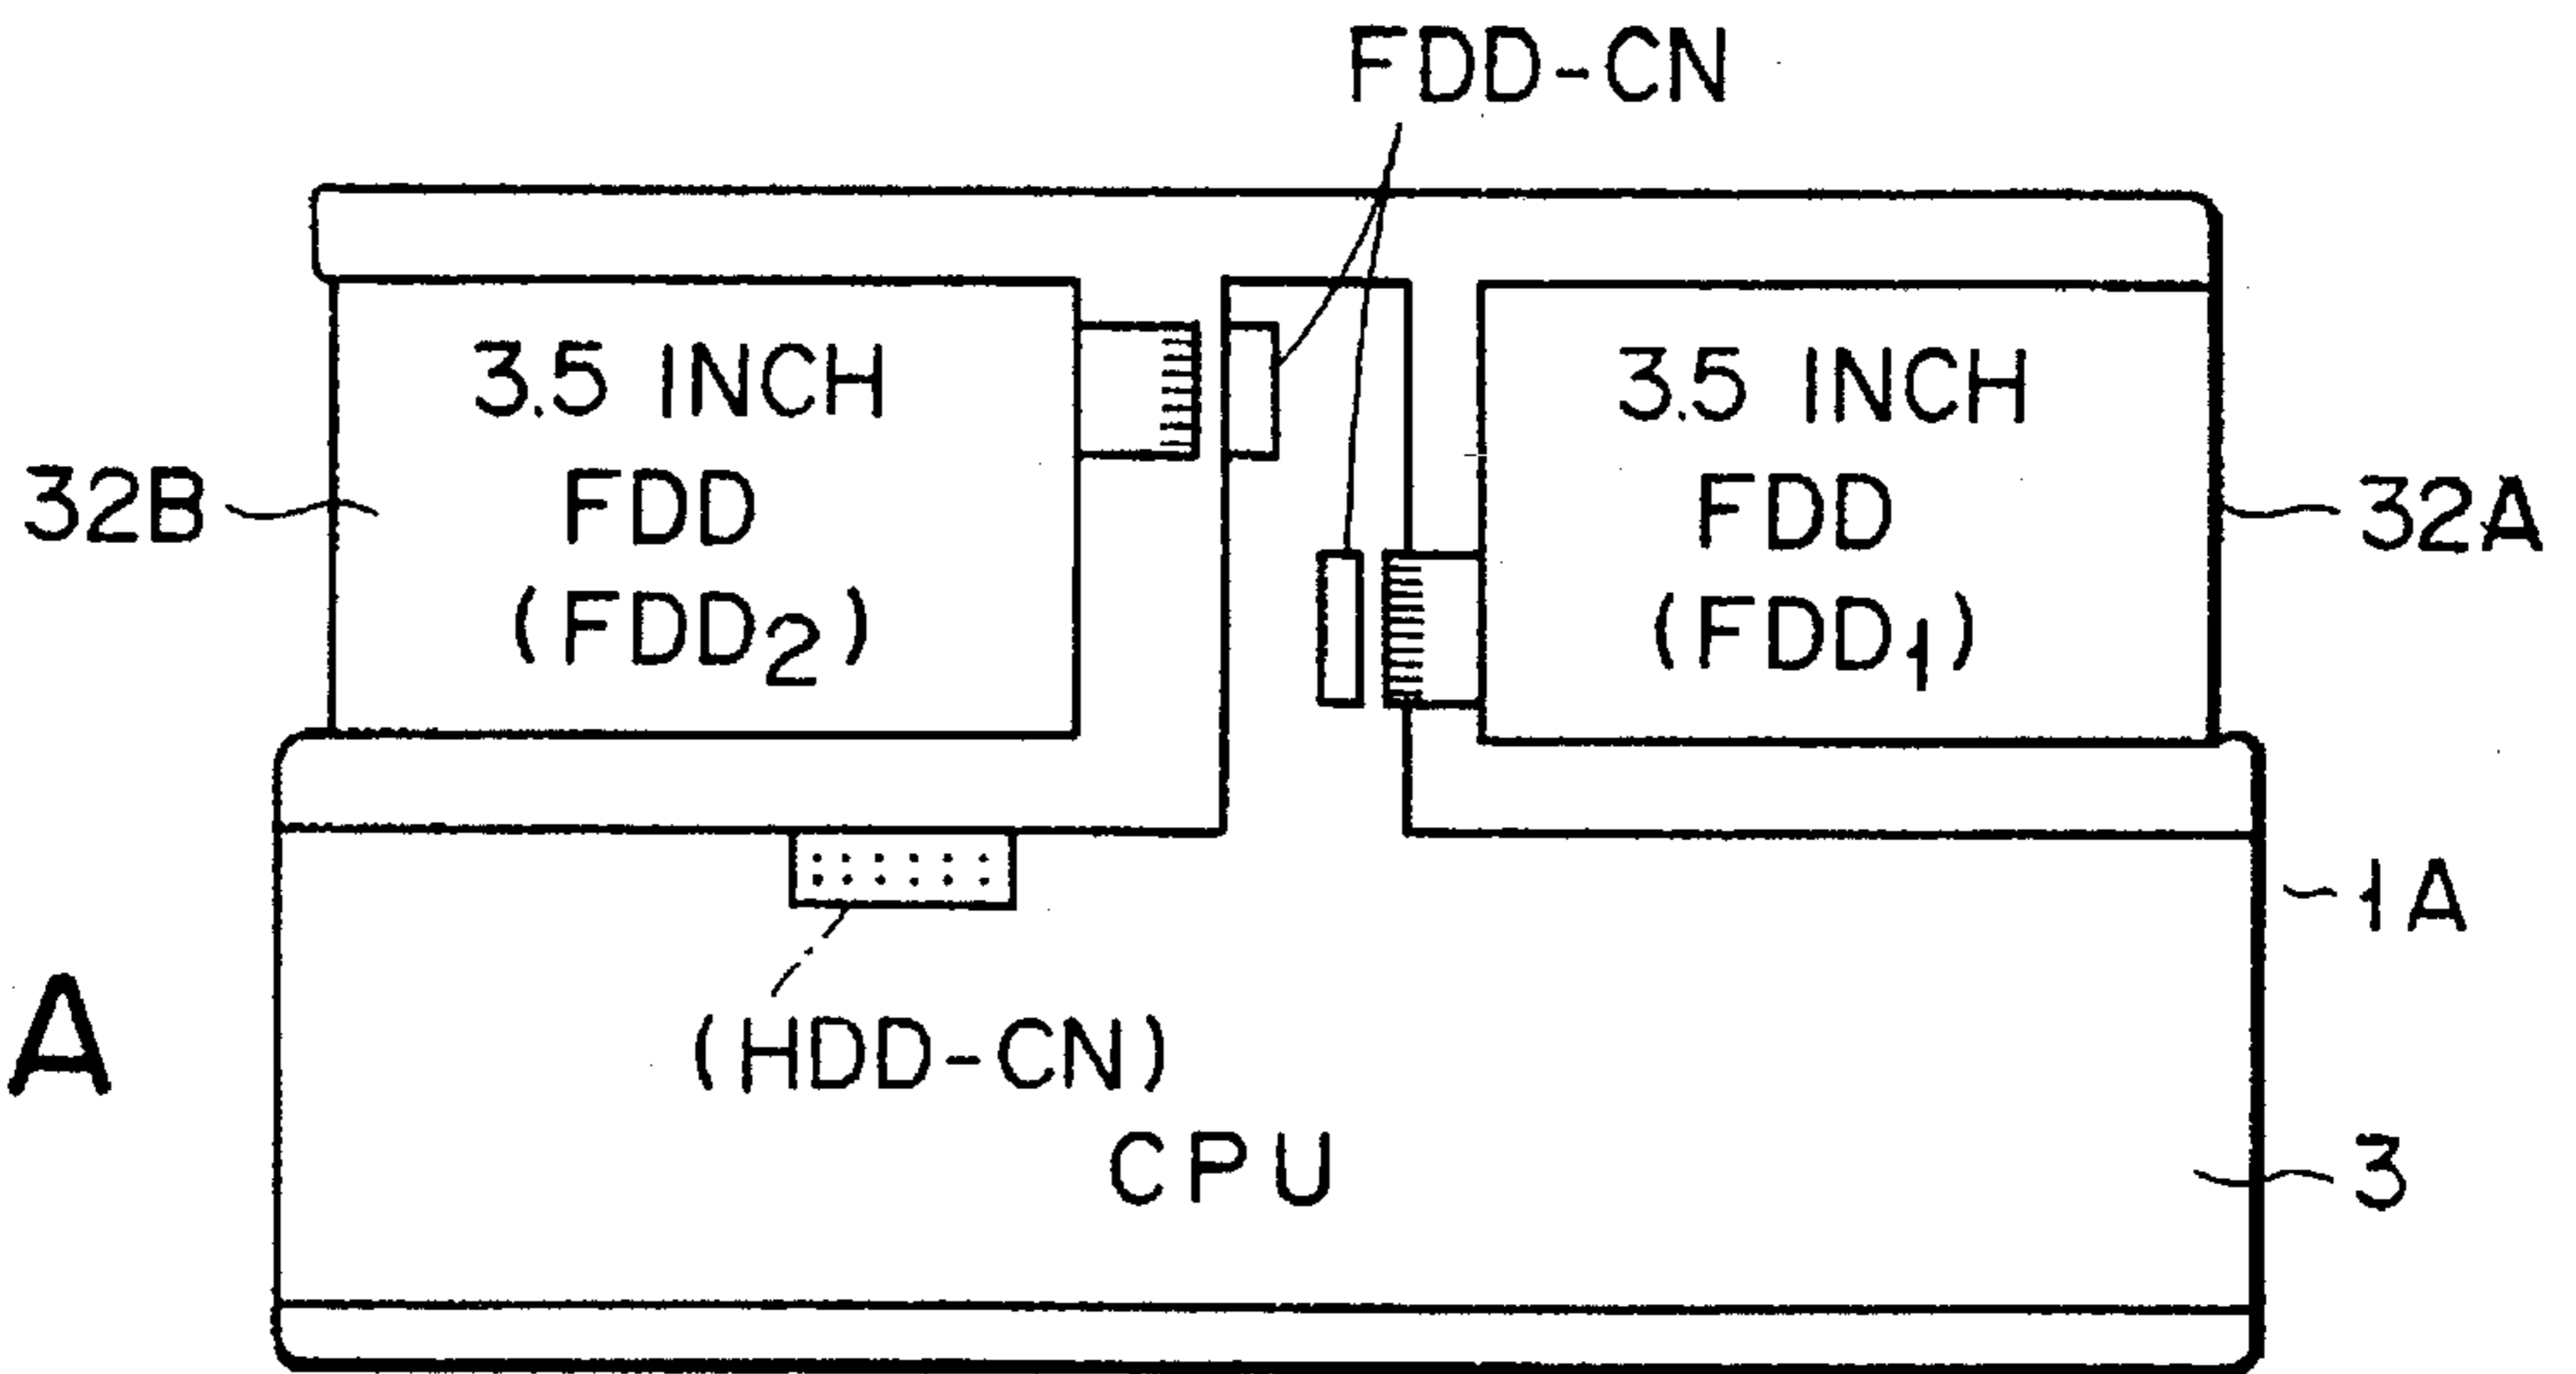 FDD-CN
3.5 INCH
FDD
(FDD2)
3.5 INCH
FDD
(FDD1)
32B
32A
1A
(HDD-CN)
A
CPU
3